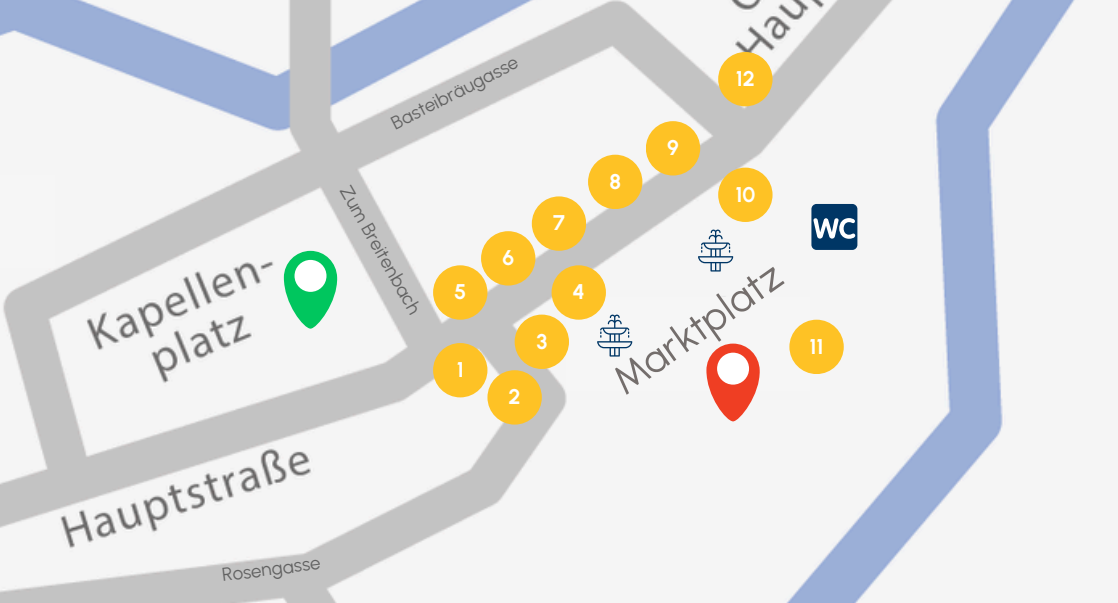 Haup
12
Basteibräugasse
9
8
10
7
WC
Zum Breitenbach
6
5
4
Kapellen-
platz
Marktplatz
3
11
1
2
Hauptstraße
Rosengasse